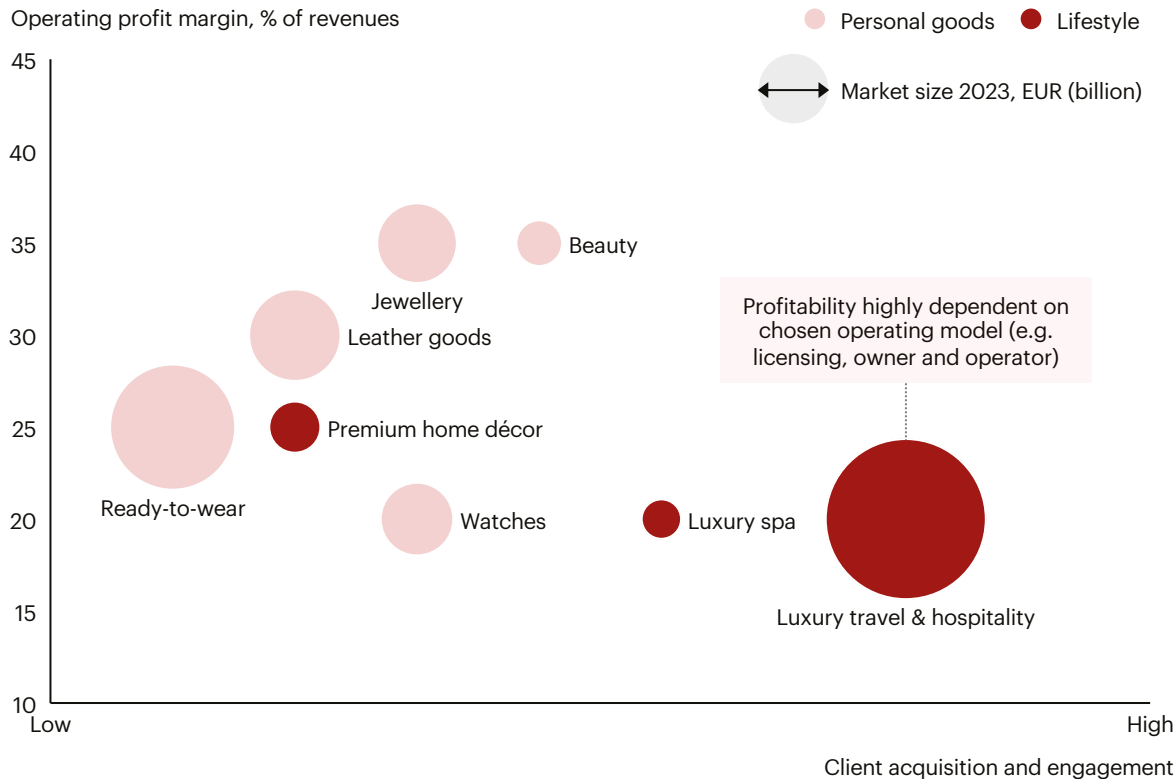 Operating profit margin, % of revenues
Personal goods
Lifestyle
Market size 2023, EUR (billion)
45
40
35
30
25
20
15
10
Beauty
Jewellery
Leather goods
Profitability highly dependent on
chosen operating model (e.g.
licensing, owner and operator)
Premium home décor
Ready-to-wear
Watches
Luxury spa
Luxury travel & hospitality
Low
High
Client acquisition and engagement